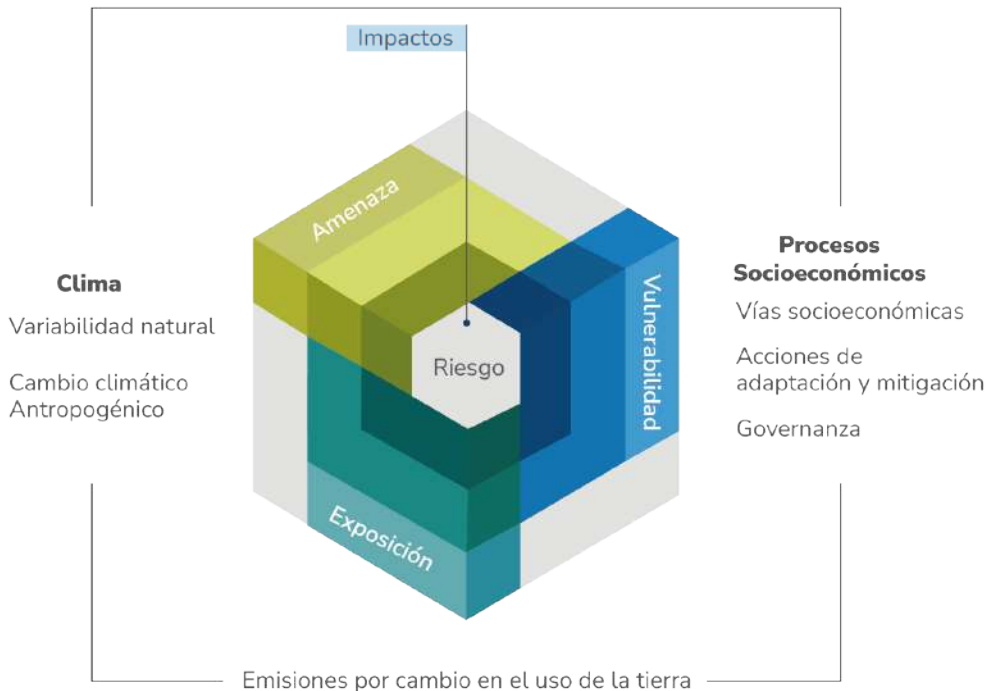 Impactos
Amenaza
Clima
Variabilidad natural
Cambio climático
Antropogénico
Riesgo
Vulnerabilidad
Exposición
Procesos
Socioeconómicos
Vías socioeconómicas
Acciones de
adaptación y mitigación
Governanza
Emisiones por cambio en el uso de la tierra